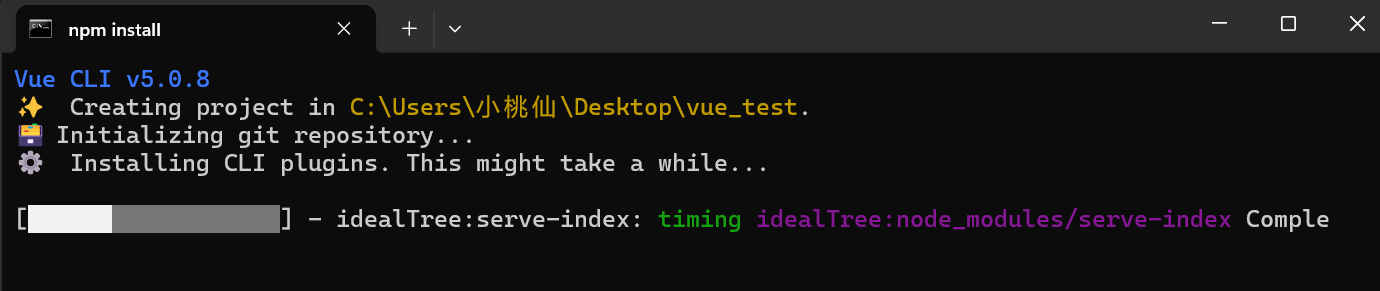 npm install
Vue CLI v5.0.8
✨ Creating project in C:\Users\小桃仙\Desktop\vue_test.
🗃 Initializing git repository...
⚙ Installing CLI plugins. This might take a while...
[ ] - idealTree:serve-index: timing idealTree:node_modules/serve-index Comple